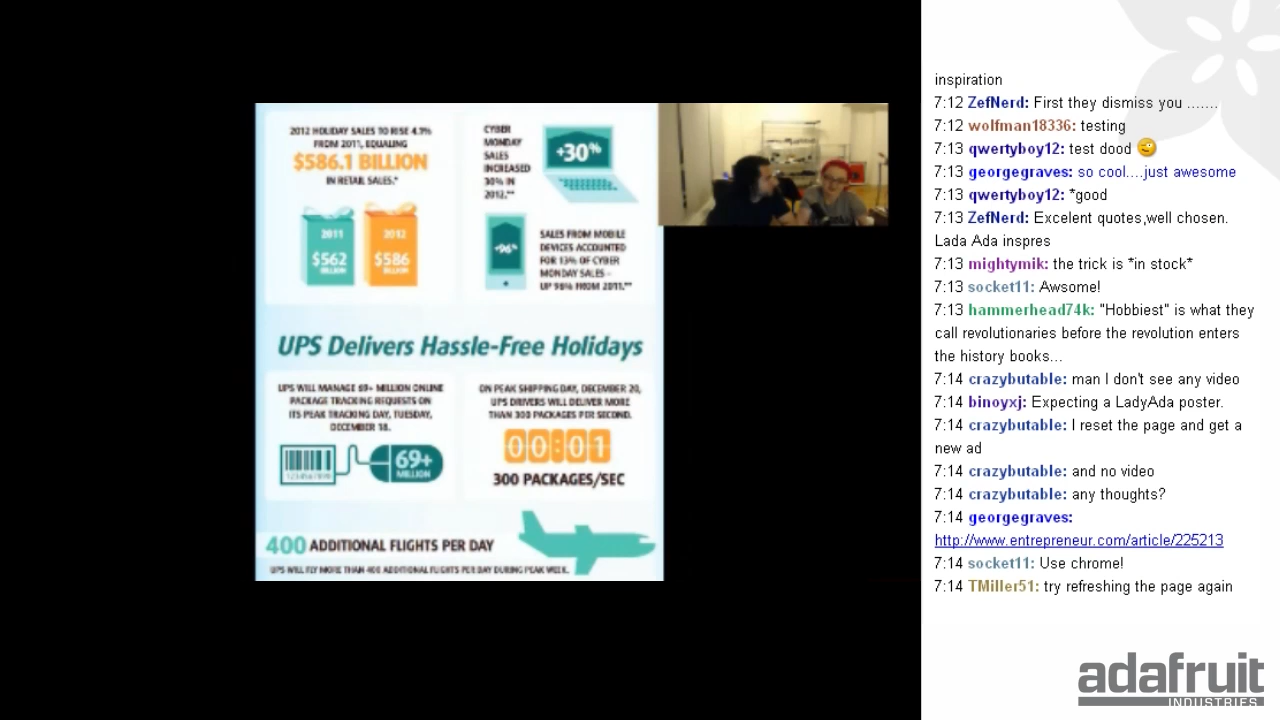 2012 HOLIDAY SALES TO RISE 4.1%
FROM 2011, EQUALING
$586.1 BILLION
IN RETAIL SALES.*
2011
$562
BILLION
2012
$586
BILLION
CYBER
MONDAY
SALES
INCREASED
30% IN
2012.**
+30%
+96%
SALES FROM MOBILE
DEVICES ACCOUNTED
FOR 13% OF CYBER
MONDAY SALES -
UP 96% FROM 2011.**
UPS Delivers Hassle-Free Holidays
UPS WILL MANAGE 69+ MILLION ONLINE
PACKAGE TRACKING REQUESTS ON
ITS PEAK TRACKING DAY, TUESDAY,
DECEMBER 18.
69+
MILLION
ON PEAK SHIPPING DAY, DECEMBER 20,
UPS DRIVERS WILL DELIVER MORE
THAN 300 PACKAGES PER SECOND.
00:01
300 PACKAGES/SEC
400 ADDITIONAL FLIGHTS PER DAY
UPS WILL FLY MORE THAN 400 ADDITIONAL FLIGHTS PER DAY DURING PEAK WEEK.
inspiration
7:12 ZefNerd: First they dismiss you .......
7:12 wolfman18336: testing
7:13 qwertyboy12: test dood
7:13 georgegraves: so cool....just awesome
7:13 qwertyboy12: *good
7:13 ZefNerd: Excelent quotes,well chosen.
Lada Ada inspres
7:13 mightymik: the trick is *in stock*
7:13 socket11: Awsome!
7:13 hammerhead74k: "Hobbiest" is what they
call revolutionaries before the revolution enters
the history books...
7:14 crazybutable: man I don't see any video
7:14 binoyxj: Expecting a LadyAda poster.
7:14 crazybutable: I reset the page and get a
new ad
7:14 crazybutable: and no video
7:14 crazybutable: any thoughts?
7:14 georgegraves:
http://www.entrepreneur.com/article/225213
7:14 socket11: Use chrome!
7:14 TMiller51: try refreshing the page again
adafruit
INDUSTRIES